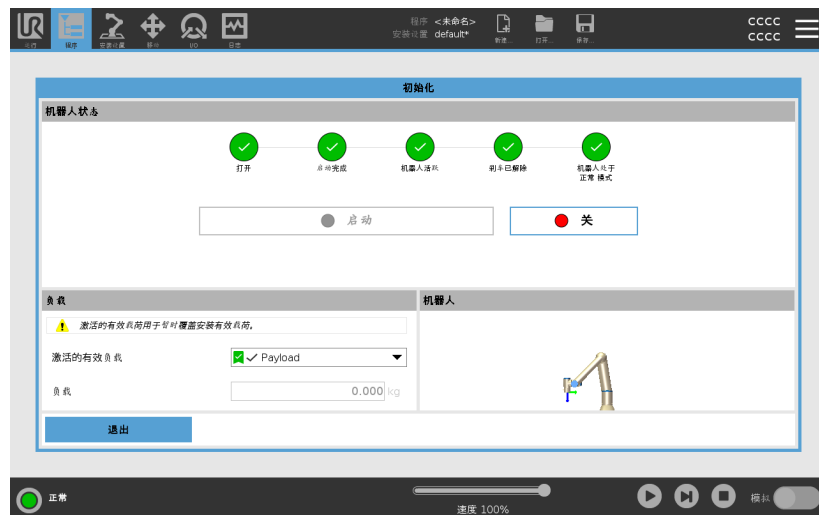 UR
运行
程序
安装设置
移动
I/O
日志
程序 <未命名>
安装设置 default*
新建...
打开...
保存...
cccc
cccc
初始化
机器人状态
打开
启动完成
机器人活跃
刹车已解除
机器人处于
正常模式
启动
关
负载
机器人
激活的有效载荷用于暂时覆盖安装有效载荷。
激活的有效负载
Payload
负载
0.000 kg
退出
正常
速度 100%
模拟